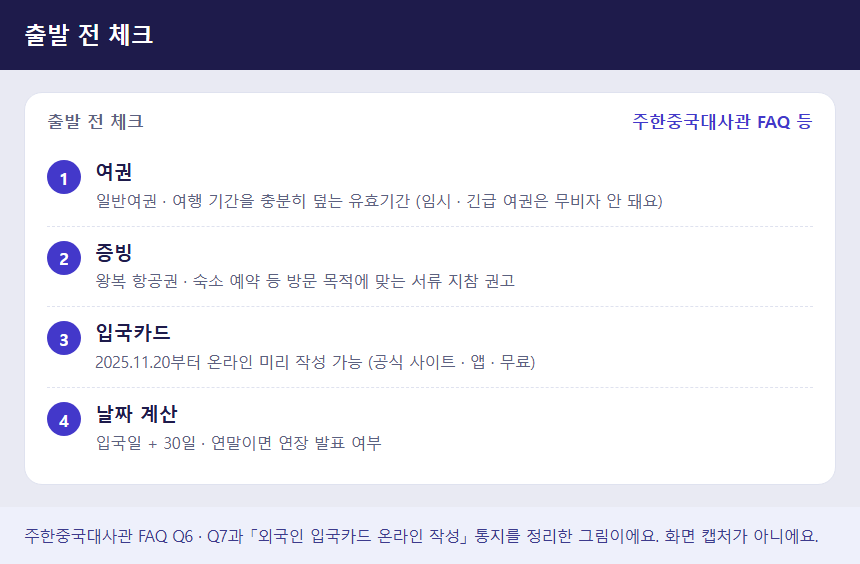 출발 전 체크
출발 전 체크 주한중국대사관 FAQ 등
1 여권
일반여권 · 여행 기간을 충분히 덮는 유효기간 (임시 · 긴급 여권은 무비자 안 돼요)
2 증빙
왕복 항공권 · 숙소 예약 등 방문 목적에 맞는 서류 지참 권고
3 입국카드
2025.11.20부터 온라인 미리 작성 가능 (공식 사이트 · 앱 · 무료)
4 날짜 계산
입국일 + 30일 · 연말이면 연장 발표 여부
주한중국대사관 FAQ Q6 · Q7과 「외국인 입국카드 온라인 작성」 통지를 정리한 그림이에요. 화면 캡처가 아니에요.